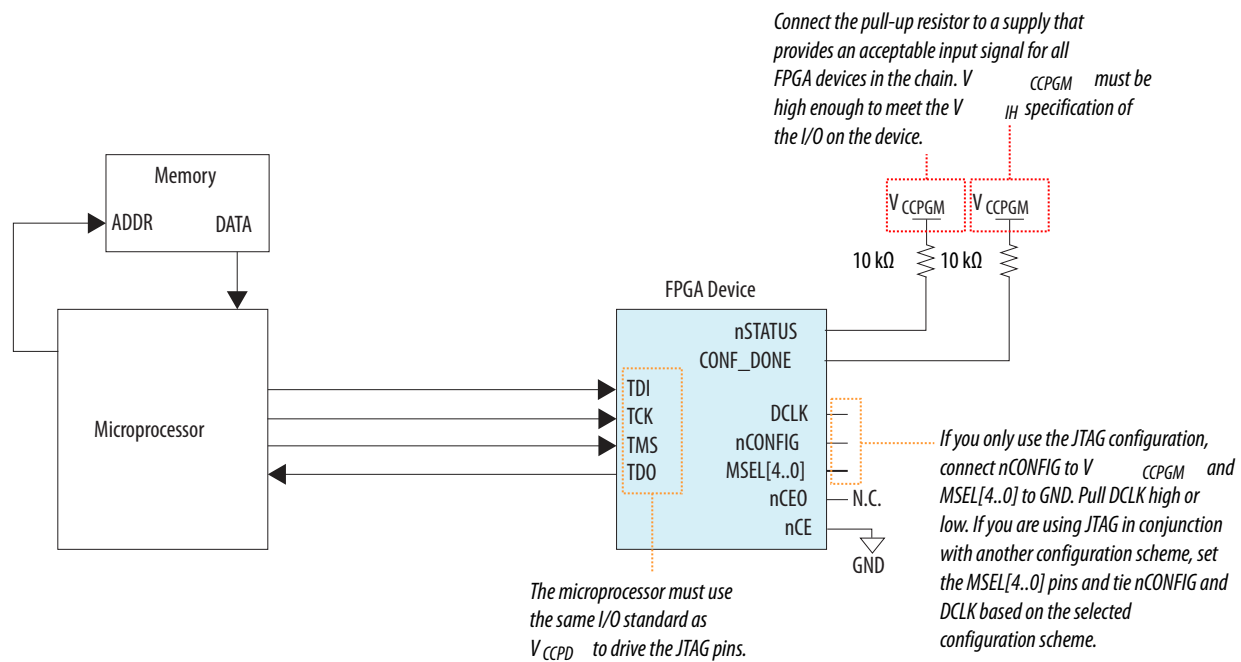 Connect the pull-up resistor to a supply that
provides an acceptable input signal for all
FPGA devices in the chain. V CCPGM must be
high enough to meet the V IH specification of
the I/O on the device.
Memory
ADDR
DATA
V CCPGM
V CCPGM
10 kΩ
10 kΩ
FPGA Device
nSTATUS
CONF_DONE
Microprocessor
TDI
TCK
TMS
TDO
DCLK
nCONFIG
MSEL[4..0]
nCEO
N.C.
nCE
GND
If you only use the JTAG configuration,
connect nCONFIG to V CCPGM and
MSEL[4..0] to GND. Pull DCLK high or
low. If you are using JTAG in conjunction
with another configuration scheme, set
the MSEL[4..0] pins and tie nCONFIG and
DCLK based on the selected
configuration scheme.
The microprocessor must use
the same I/O standard as
V CCPD to drive the JTAG pins.